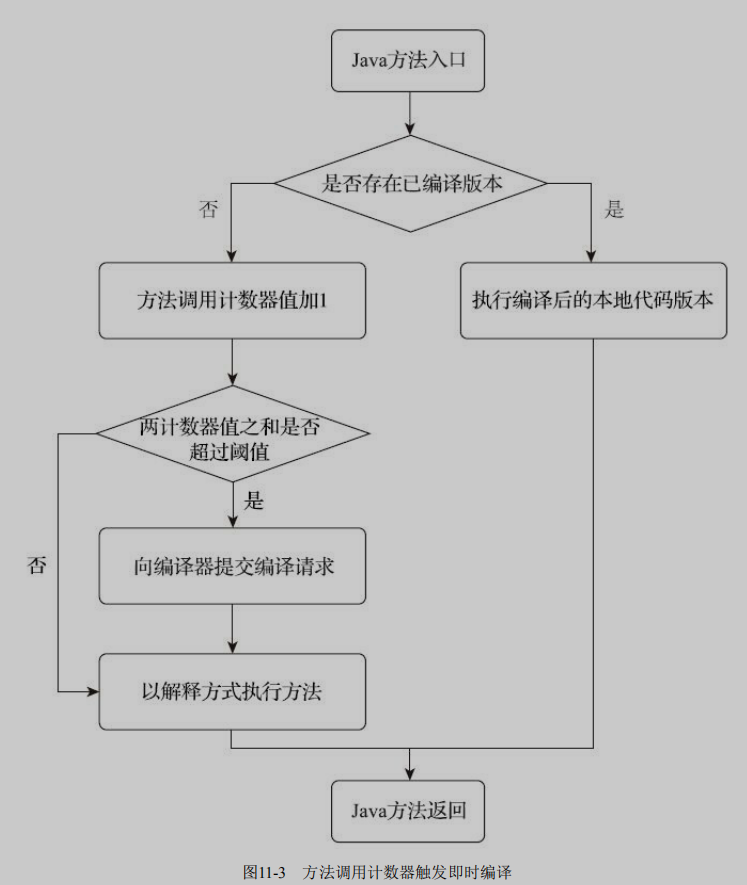 Java方法入口
是否存在已编译版本
否
是
方法调用计数器值加1
执行编译后的本地代码版本
两计数器值之和是否
超过阈值
是
否
向编译器提交编译请求
以解释方式执行方法
Java方法返回
图11-3 方法调用计数器触发即时编译